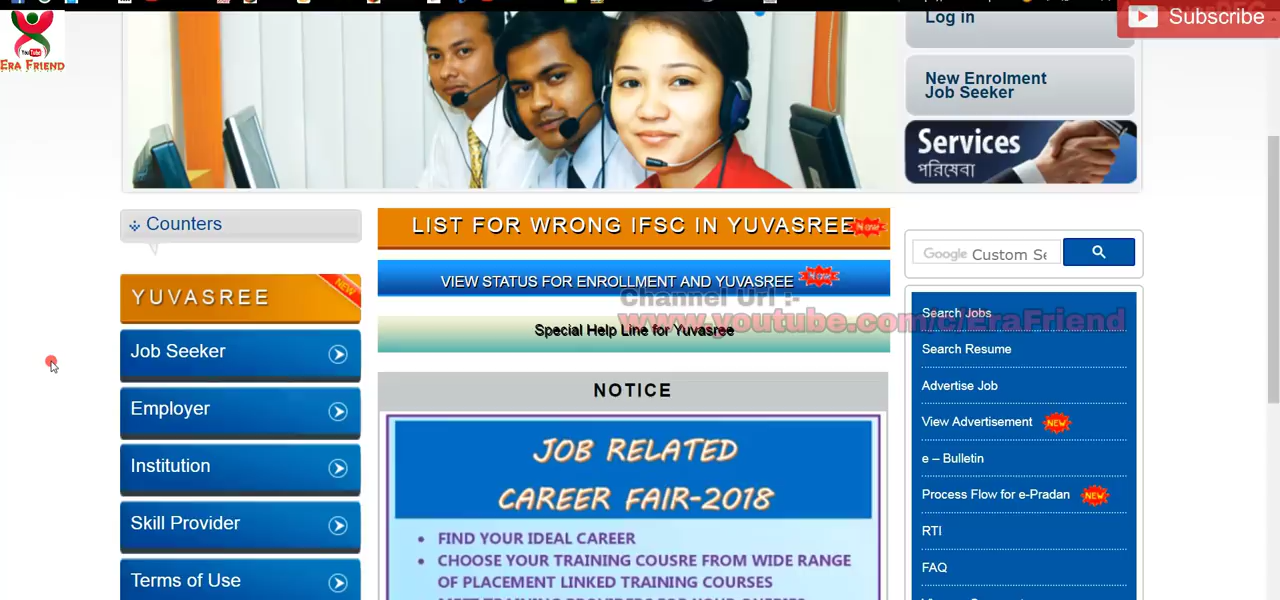 Subscribe
YouTube
ERA FRIEND
Log in
New Enrolment
Job Seeker
Services
পরিষেবা
Counters
LIST FOR WRONG IFSC IN YUVASREE
New
Google Custom Se
YUVASREE
NEW
VIEW STATUS FOR ENROLLMENT AND YUVASREE
New
Channel Url :-
www.youtube.com/c/EraFriend
Special Help Line for Yuvasree
Job Seeker
Employer
Institution
Skill Provider
Terms of Use
NOTICE
JOB RELATED
CAREER FAIR-2018
• FIND YOUR IDEAL CAREER
• CHOOSE YOUR TRAINING COUSRE FROM WIDE RANGE
OF PLACEMENT LINKED TRAINING COURSES
Search Jobs
Search Resume
Advertise Job
View Advertisement NEW
e – Bulletin
Process Flow for e-Pradan NEW
RTI
FAQ